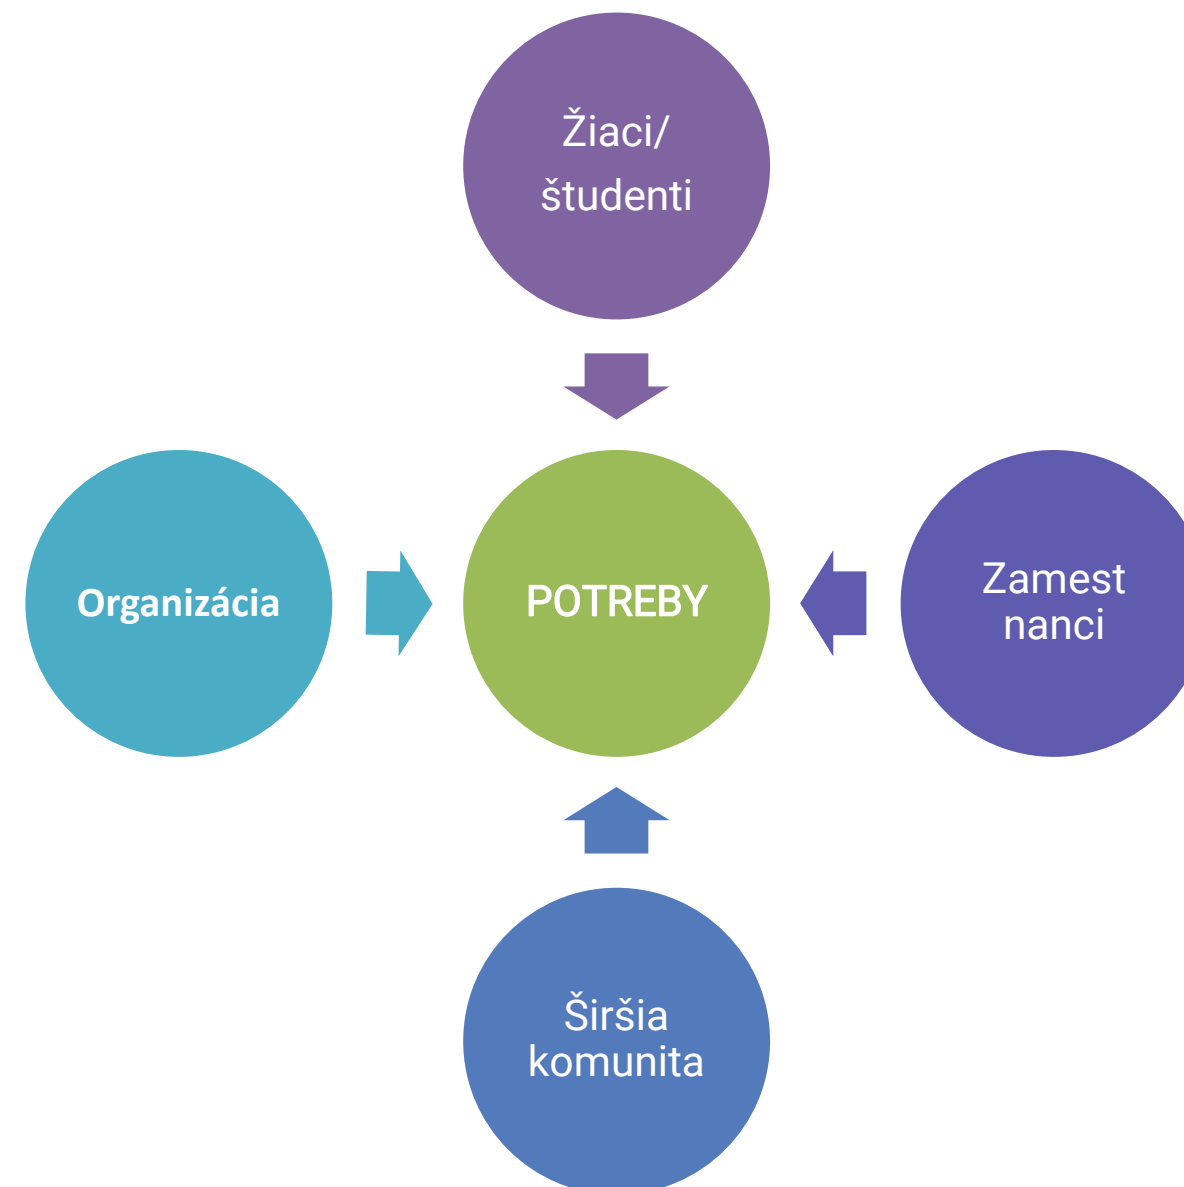 Žiaci/
študenti
Organizácia
POTREBY
Zamest
nanci
Širšia
komunita